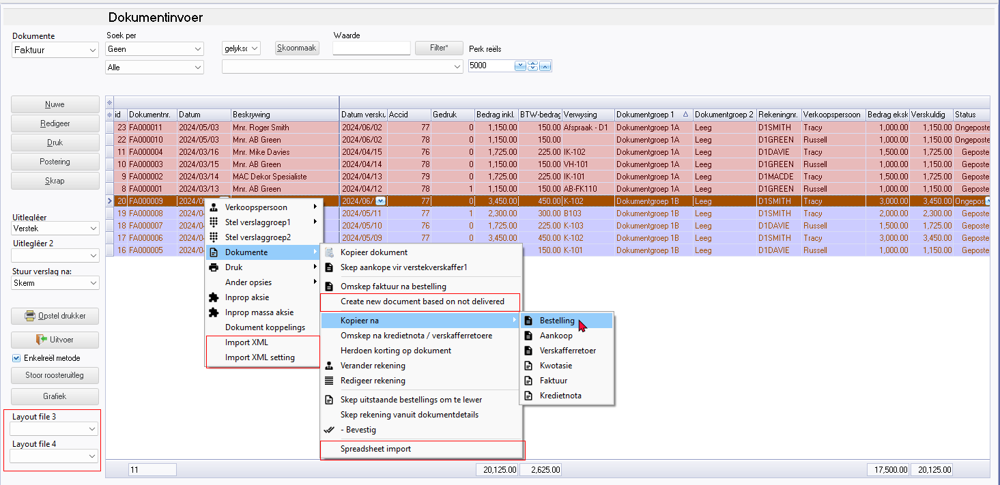 Dokumentinvoer
Dokumente
Faktuur
Soek per
Geen
gelyks
Skoonmaak
Waarde
Filter*
Perk reëls
Alle
5000
Nuwe
Redigeer
Druk
Postering
Skrap
Uitlegléer
Verstek
Uitlegléer 2
Stuur verslag na:
Skerm
Opstel drukker
Uitvoer
Enkelreël metode
Stoor roosteruitleg
Grafiek
Layout file 3
Layout file 4
id Dokumentnr. Datum Beskrywing Datum versku Accid Gedruk Bedrag inkl. BTW-bedrag Verwysing Dokumentgroep 1 Dokumentgroep 2 Rekeningnr. Verkoopspersoon Bedrag eksk Verskuldig Status
23 FA000011 2024/05/03 Mnr. Roger Smith 2024/06/02 77 0 1,150.00 150.00 Afspraak - D1 Dokumentgroep 1A Leeg D1SMITH Tracy 1,000.00 1,150.00 Ongeposte
22 FA000010 2024/05/03 Mnr. AB Green 2024/06/02 78 0 1,150.00 150.00 Dokumentgroep 1A Leeg D1GREEN Russell 1,000.00 1,150.00 Ongeposte
11 FA000004 2024/03/16 Mnr. Mike Davies 2024/04/15 76 0 1,725.00 225.00 IK-102 Dokumentgroep 1A Leeg D1DAVIE Tracy 1,500.00 1,725.00 Geposte
10 FA000003 2024/03/15 Mnr. AB Green 2024/04/14 78 0 1,150.00 150.00 VH-101 Dokumentgroep 1A Leeg D1GREEN Russell 1,000.00 1,150.00 Geposte
9 FA000002 2024/03/14 MAC Dekor Spesialiste 2024/04/13 79 0 1,725.00 225.00 IK-101 Dokumentgroep 1A Leeg D1MACDE Tracy 1,500.00 1,725.00 Geposte
8 FA000001 2024/03/13 Mnr. AB Green 2024/04/12 78 1 1,150.00 150.00 AB-FK110 Dokumentgroep 1A Leeg D1GREEN Russell 1,000.00 1,150.00 Geposte
20 FA000009 2024/0 2024/06/ 77 0 3,450.00 450.00 K-102 Dokumentgroep 1B Leeg D1SMITH Tracy 3,000.00 3,450.00 Ongepos
19 FA000008 2024/0 2024/05/11 77 1 2,300.00 300.00 B103 Dokumentgroep 1B Leeg D1SMITH Tracy 2,000.00 2,300.00 Geposte
18 FA000007 2024/0 2024/05/10 76 0 1,725.00 225.00 K-103 Dokumentgroep 1B Leeg D1DAVIE Russell 1,500.00 1,725.00 Geposte
17 FA000006 2024/0 2024/05/09 77 0 3,450.00 450.00 K-102 Dokumentgroep 1B Leeg D1SMITH Tracy 3,000.00 3,450.00 Geposte
16 FA000005 2024/0 150.00 K-101 Dokumentgroep 1B Leeg D1DAVIE Russell 1,000.00 1,150.00 Geposte
Verkoopspersoon
Stel verslaggroep1
Stel verslaggroep2
Dokumente
Druk
Ander opsies
Inprop aksie
Inprop massa aksie
Dokument koppelings
Import XML
Import XML setting
Kopieer dokument
Skep aankope vir verstekverskaffer1
Omskep faktuur na bestelling
Create new document based on not delivered
Kopieer na
Omskep na kredietnota / verskafferretoere
Herdoen korting op dokument
Verander rekening
Redigeer rekening
Skep uitstaande bestellings om te lewer
Skep rekening vanuit dokumentdetails
- Bevestig
Spreadsheet import
Bestelling
Aankoop
Verskafferretoer
Kwotasie
Faktuur
Kredietnota
11 20,125.00 2,625.00 17,500.00 20,125.00